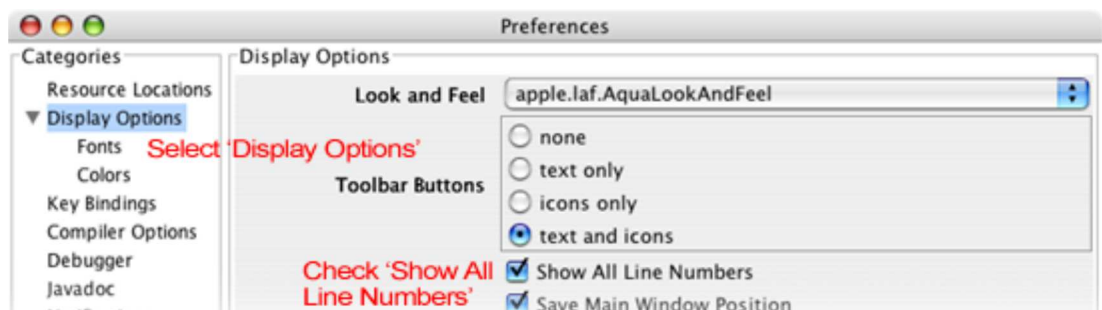 Preferences
Categories
Resource Locations
Display Options
Fonts
Colors
Key Bindings
Compiler Options
Debugger
Javadoc
Select 'Display Options'
Display Options
Look and Feel
apple.laf.AquaLookAndFeel
Toolbar Buttons
none
text only
icons only
text and icons
Check 'Show All
Line Numbers'
Show All Line Numbers
Save Main Window Position